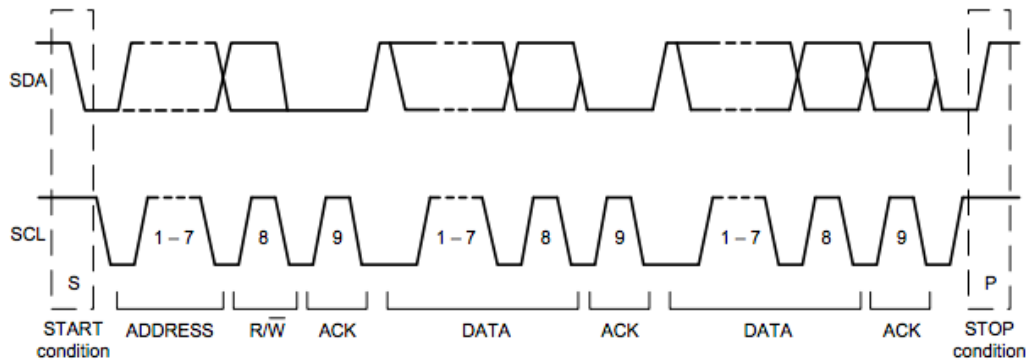 SDA
SCL
1 – 7 8 9 1 – 7 8 9 1 – 7 8 9
S P
START condition ADDRESS R/W̅ ACK DATA ACK DATA ACK STOP condition